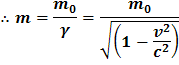 ∴ m = m₀/γ = m₀/√((1 − v²/c²))